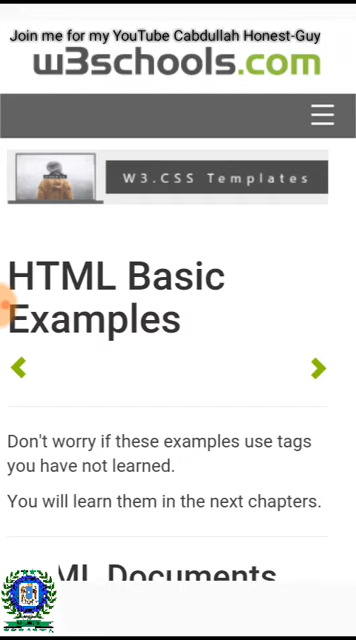 Join me for my YouTube Cabdullah Honest-Guy
w3schools.com
W3.CSS Templates
HTML Basic
Examples
Don't worry if these examples use tags
you have not learned.
You will learn them in the next chapters.
Documents